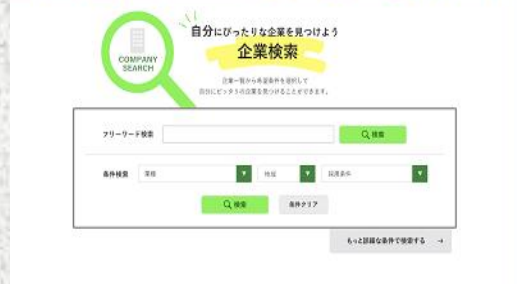 自分にぴったりな企業を見つけよう
企業検索
COMPANY
SEARCH
企業一覧から希望条件を選択して
自分にピッタリの企業を見つけることができます。
フリーワード検索
検索
条件検索
業種
地域
設置条件
検索
条件クリア
もっと詳細な条件で検索する →